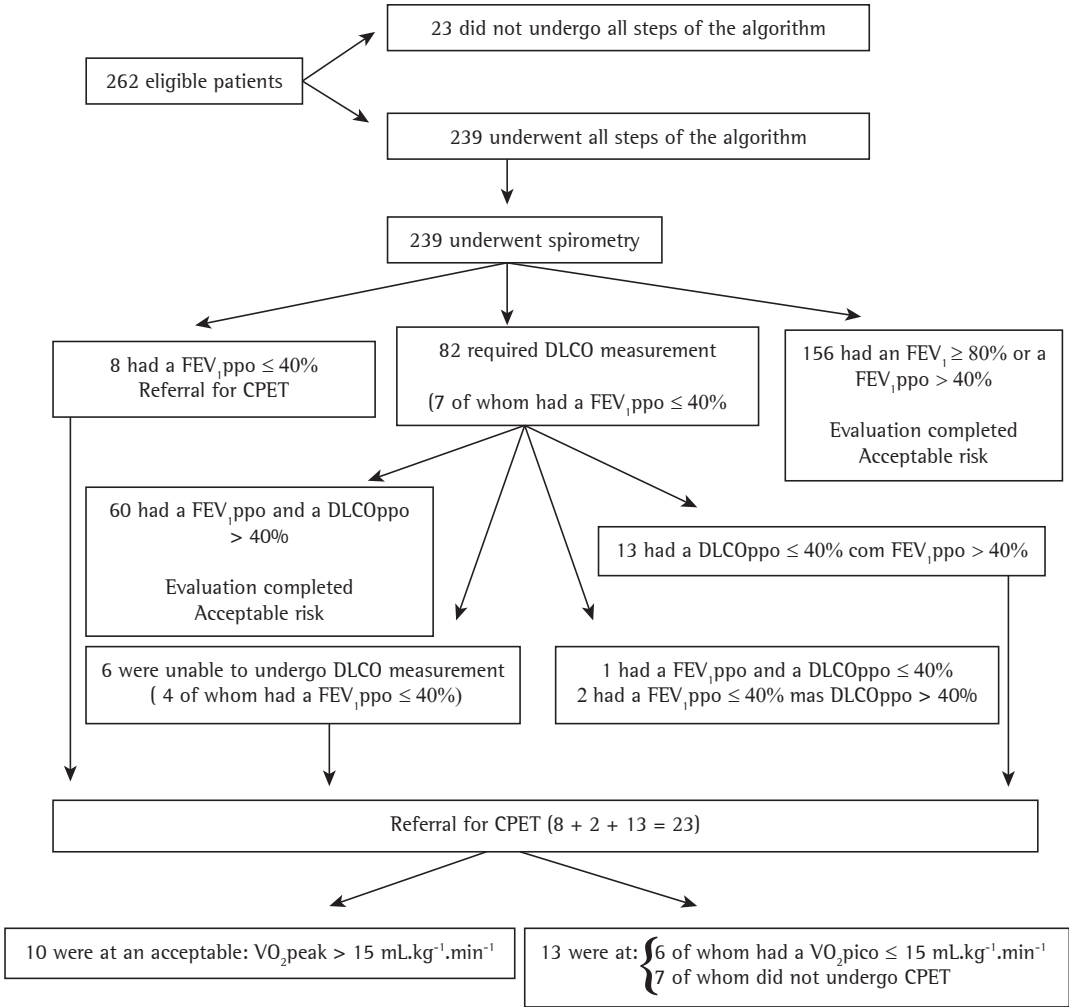 23 did not undergo all steps of the algorithm
262 eligible patients
239 underwent all steps of the algorithm
239 underwent spirometry
8 had a FEV₁ppo ≤ 40%
Referral for CPET
82 required DLCO measurement
(7 of whom had a FEV₁ppo ≤ 40%
156 had an FEV₁ ≥ 80% or a
FEV₁ppo > 40%
Evaluation completed
Acceptable risk
60 had a FEV₁ppo and a DLCOppo
> 40%
Evaluation completed
Acceptable risk
13 had a DLCOppo ≤ 40% com FEV₁ppo > 40%
6 were unable to undergo DLCO measurement
( 4 of whom had a FEV₁ppo ≤ 40%)
1 had a FEV₁ppo and a DLCOppo ≤ 40%
2 had a FEV₁ppo ≤ 40% mas DLCOppo > 40%
Referral for CPET (8 + 2 + 13 = 23)
10 were at an acceptable: VO₂peak > 15 mL.kg⁻¹.min⁻¹
13 were at: {6 of whom had a VO₂pico ≤ 15 mL.kg⁻¹.min⁻¹
7 of whom did not undergo CPET